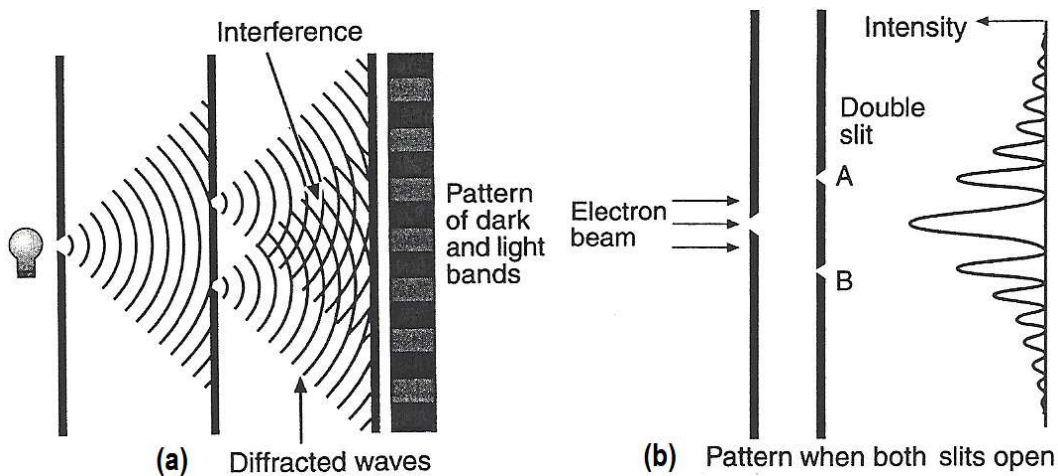 Interference
Pattern
of dark
and light
bands
(a) Diffracted waves
Intensity
Double
slit
A
Electron
beam
B
(b) Pattern when both slits open